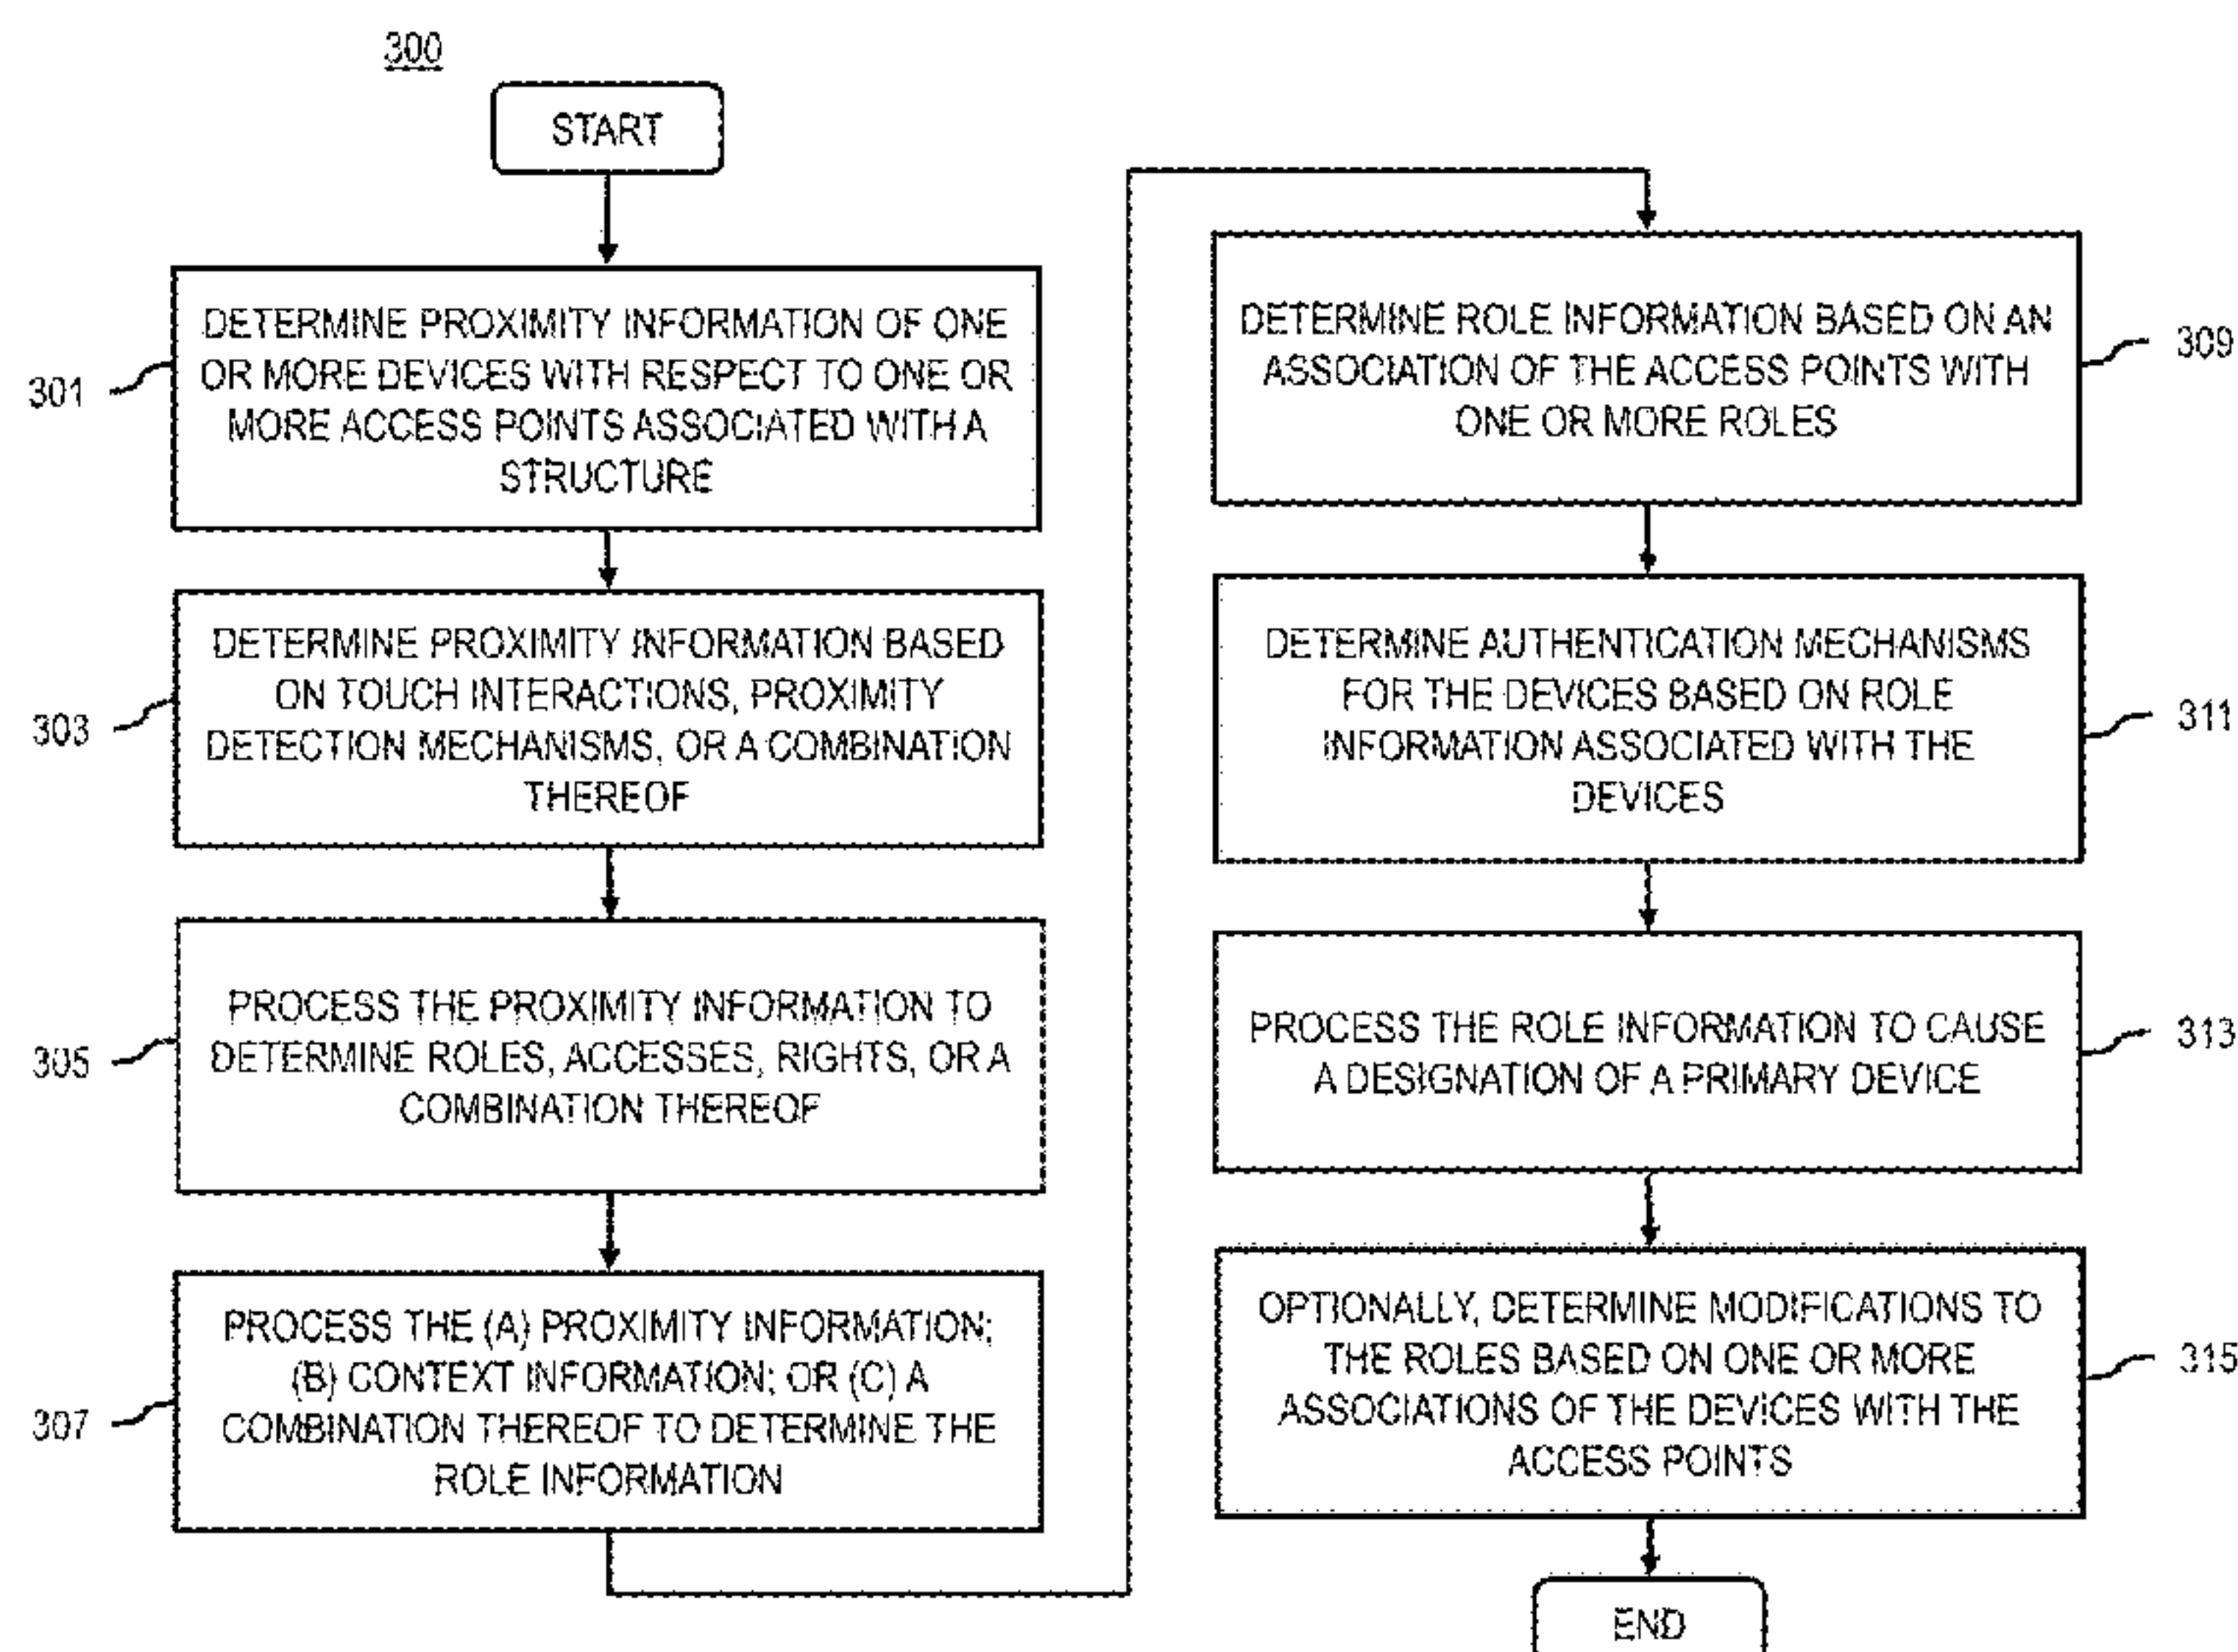 300
START
301
DETERMINE PROXIMITY INFORMATION OF ONE
OR MORE DEVICES WITH RESPECT TO ONE OR
MORE ACCESS POINTS ASSOCIATED WITH A
STRUCTURE
303
DETERMINE PROXIMITY INFORMATION BASED
ON TOUCH INTERACTIONS, PROXIMITY
DETECTION MECHANISMS, OR A COMBINATION
THEREOF
305
PROCESS THE PROXIMITY INFORMATION TO
DETERMINE ROLES, ACCESSES, RIGHTS, OR A
COMBINATION THEREOF
307
PROCESS THE (A) PROXIMITY INFORMATION;
(B) CONTEXT INFORMATION; OR (C) A
COMBINATION THEREOF TO DETERMINE THE
ROLE INFORMATION
DETERMINE ROLE INFORMATION BASED ON AN
ASSOCIATION OF THE ACCESS POINTS WITH
ONE OR MORE ROLES
309
DETERMINE AUTHENTICATION MECHANISMS
FOR THE DEVICES BASED ON ROLE
INFORMATION ASSOCIATED WITH THE
DEVICES
311
PROCESS THE ROLE INFORMATION TO CAUSE
A DESIGNATION OF A PRIMARY DEVICE
313
OPTIONALLY, DETERMINE MODIFICATIONS TO
THE ROLES BASED ON ONE OR MORE
ASSOCIATIONS OF THE DEVICES WITH THE
ACCESS POINTS
315
END